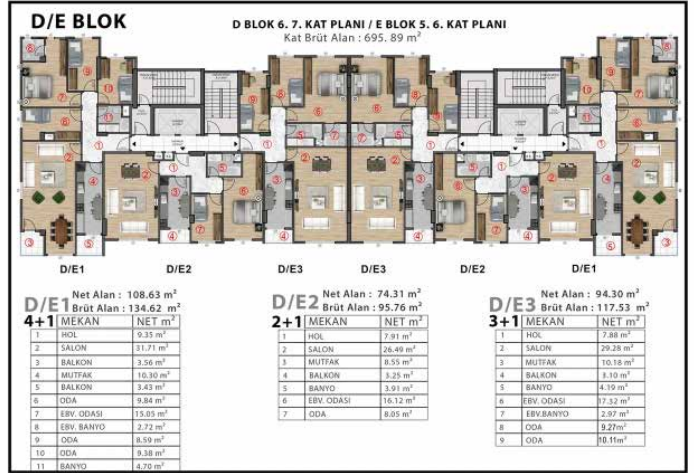 D/E BLOK
D BLOK 6. 7. KAT PLANI / E BLOK 5. 6. KAT PLANI
Kat Brüt Alan : 695. 89 m²
D/E1
D/E2
D/E3
D/E3
D/E2
D/E1
D/E1 Net Alan : 108.63 m²
Brüt Alan : 134.62 m²
4+1 MEKAN NET m²
1 HOL 9.35 m²
2 SALON 31.71 m²
3 BALKON 3.56 m²
4 MUTFAK 10.30 m²
5 BALKON 3.43 m²
6 ODA 9.84 m²
7 EBV. ODASI 15.05 m²
8 EBV. BANYO 2.72 m²
9 ODA 8.59 m²
10 ODA 9.38 m²
11 BANYO 4.70 m²
D/E2 Net Alan : 74.31 m²
Brüt Alan : 95.76 m²
2+1 MEKAN NET m²
1 HOL 7.91 m²
2 SALON 26.49 m²
3 MUTFAK 8.55 m²
4 BALKON 3.25 m²
5 BANYO 3.91 m²
6 EBV. ODASI 16.12 m²
7 ODA 8.05 m²
D/E3 Net Alan : 94.30 m²
Brüt Alan : 117.53 m²
3+1 MEKAN NET m²
1 HOL 7.88 m²
2 SALON 29.28 m²
3 MUTFAK 10.18 m²
4 BALKON 3.10 m²
5 BANYO 4.19 m²
6 EBV. ODASI 17.32 m²
7 EBV.BANYO 2.97 m²
8 ODA 9.27m²
9 ODA 10.11m²